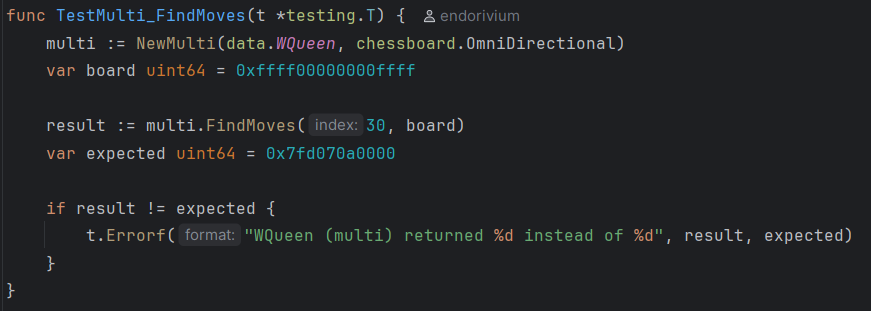 func TestMulti_FindMoves(t *testing.T) { endorivium
    multi := NewMulti(data.WQueen, chessboard.OmniDirectional)
    var board uint64 = 0xffff00000000ffff

    result := multi.FindMoves( index: 30, board)
    var expected uint64 = 0x7fd070a0000

    if result != expected {
        t.Errorf( format: "WQueen (multi) returned %d instead of %d", result, expected)
    }
}